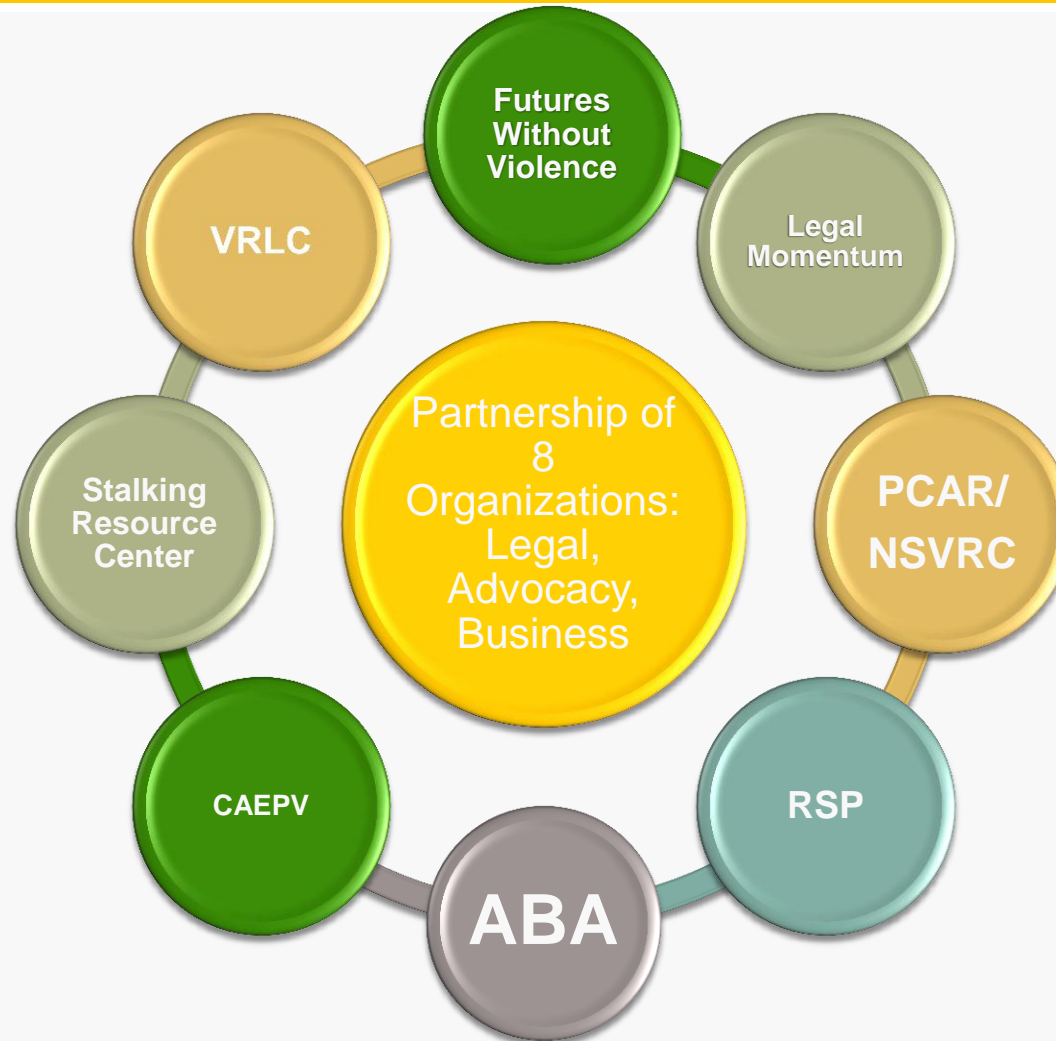 Futures
Without
Violence
Legal
Momentum
PCAR/
NSVRC
RSP
ABA
CAEPV
Stalking
Resource
Center
VRLC
Partnership of
8
Organizations:
Legal,
Advocacy,
Business